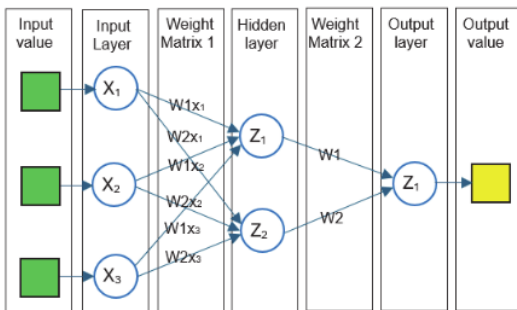 Input
value
Input
Layer
Weight
Matrix 1
Hidden
layer
Weight
Matrix 2
Output
layer
Output
value
X₁
X₂
X₃
W1x₁
W2x₁
W1x₂
W2x₂
W1x₃
W2x₃
Z₁
Z₂
W1
W2
Z₁